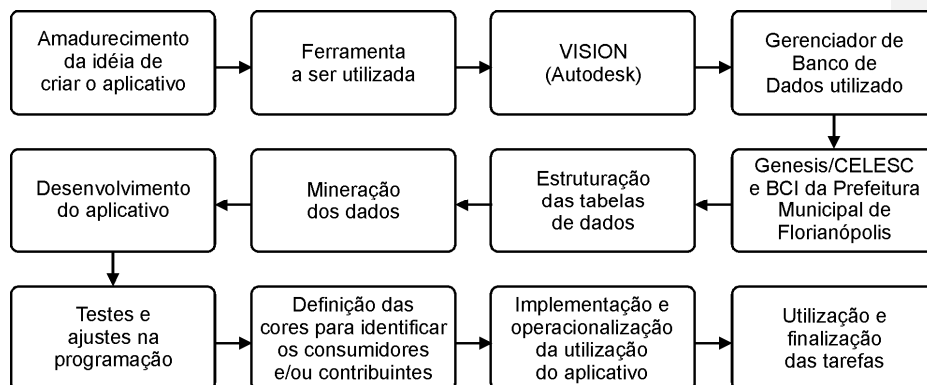 Amadurecimento
da idéia de
criar o aplicativo
Ferramenta
a ser utilizada
VISION
(Autodesk)
Gerenciador de
Banco de
Dados utilizado
Genesis/CELESC
e BCI da Prefeitura
Municipal de
Florianópolis
Estruturação
das tabelas
de dados
Mineração
dos dados
Desenvolvimento
do aplicativo
Testes e
ajustes na
programação
Definição das
cores para identificar
os consumidores
e/ou contribuintes
Implementação e
operacionalização
da utilização
do aplicativo
Utilização e
finalização
das tarefas